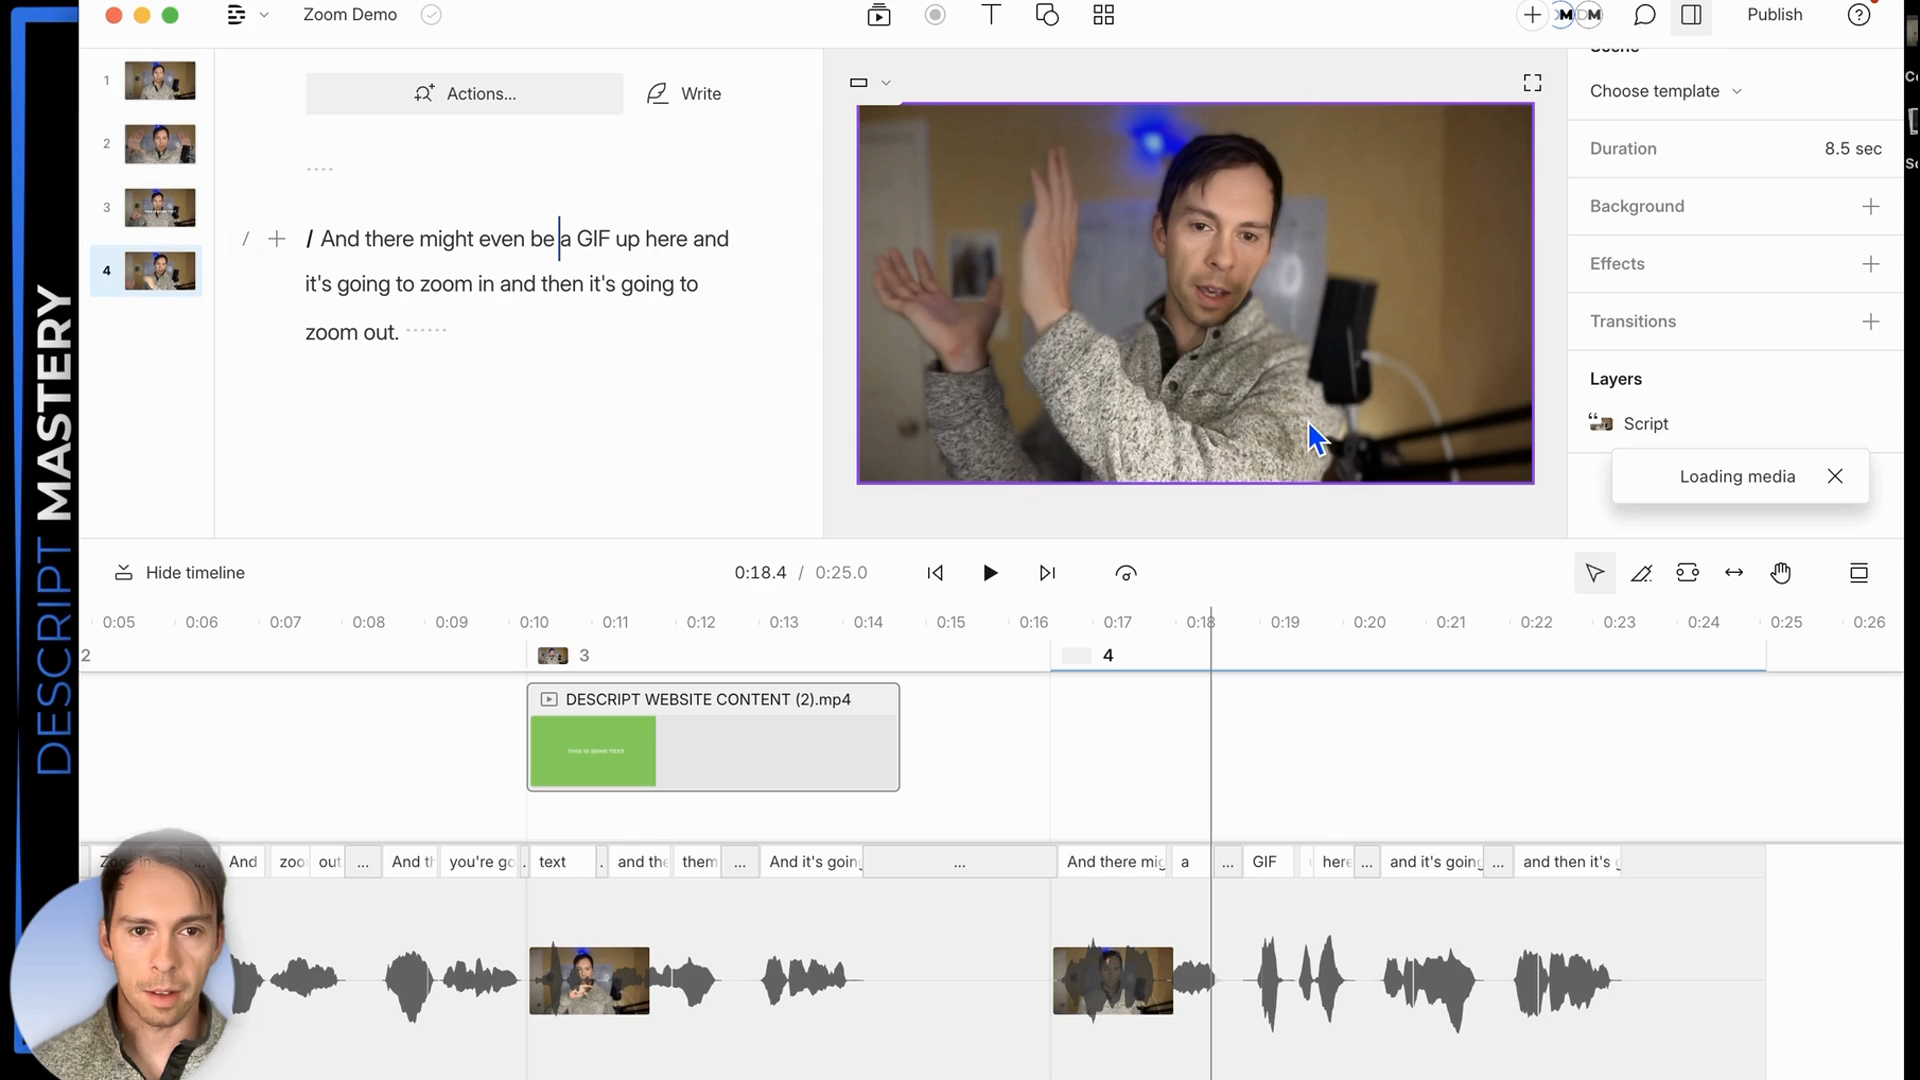 DESCRIPT MASTERY
Zoom Demo
Publish
1
2
3
4
Actions...
Write
/ And there might even be a GIF up here and
it's going to zoom in and then it's going to
zoom out.
Choose template
Duration 8.5 sec
Background
Effects
Transitions
Layers
Script
Loading media
Hide timeline
0:18.4 / 0:25.0
0:05 0:06 0:07 0:08 0:09 0:10 0:11 0:12 0:13 0:14 0:15 0:16 0:17 0:18 0:19 0:20 0:21 0:22 0:23 0:24 0:25 0:26
2 3 4
DESCRIPT WEBSITE CONTENT (2).mp4
THIS IS SOME TEXT
And zoo out ... And th you're go . text . and the them ... And it's going ... And there mig a ... GIF here ... and it's going ... and then it's g